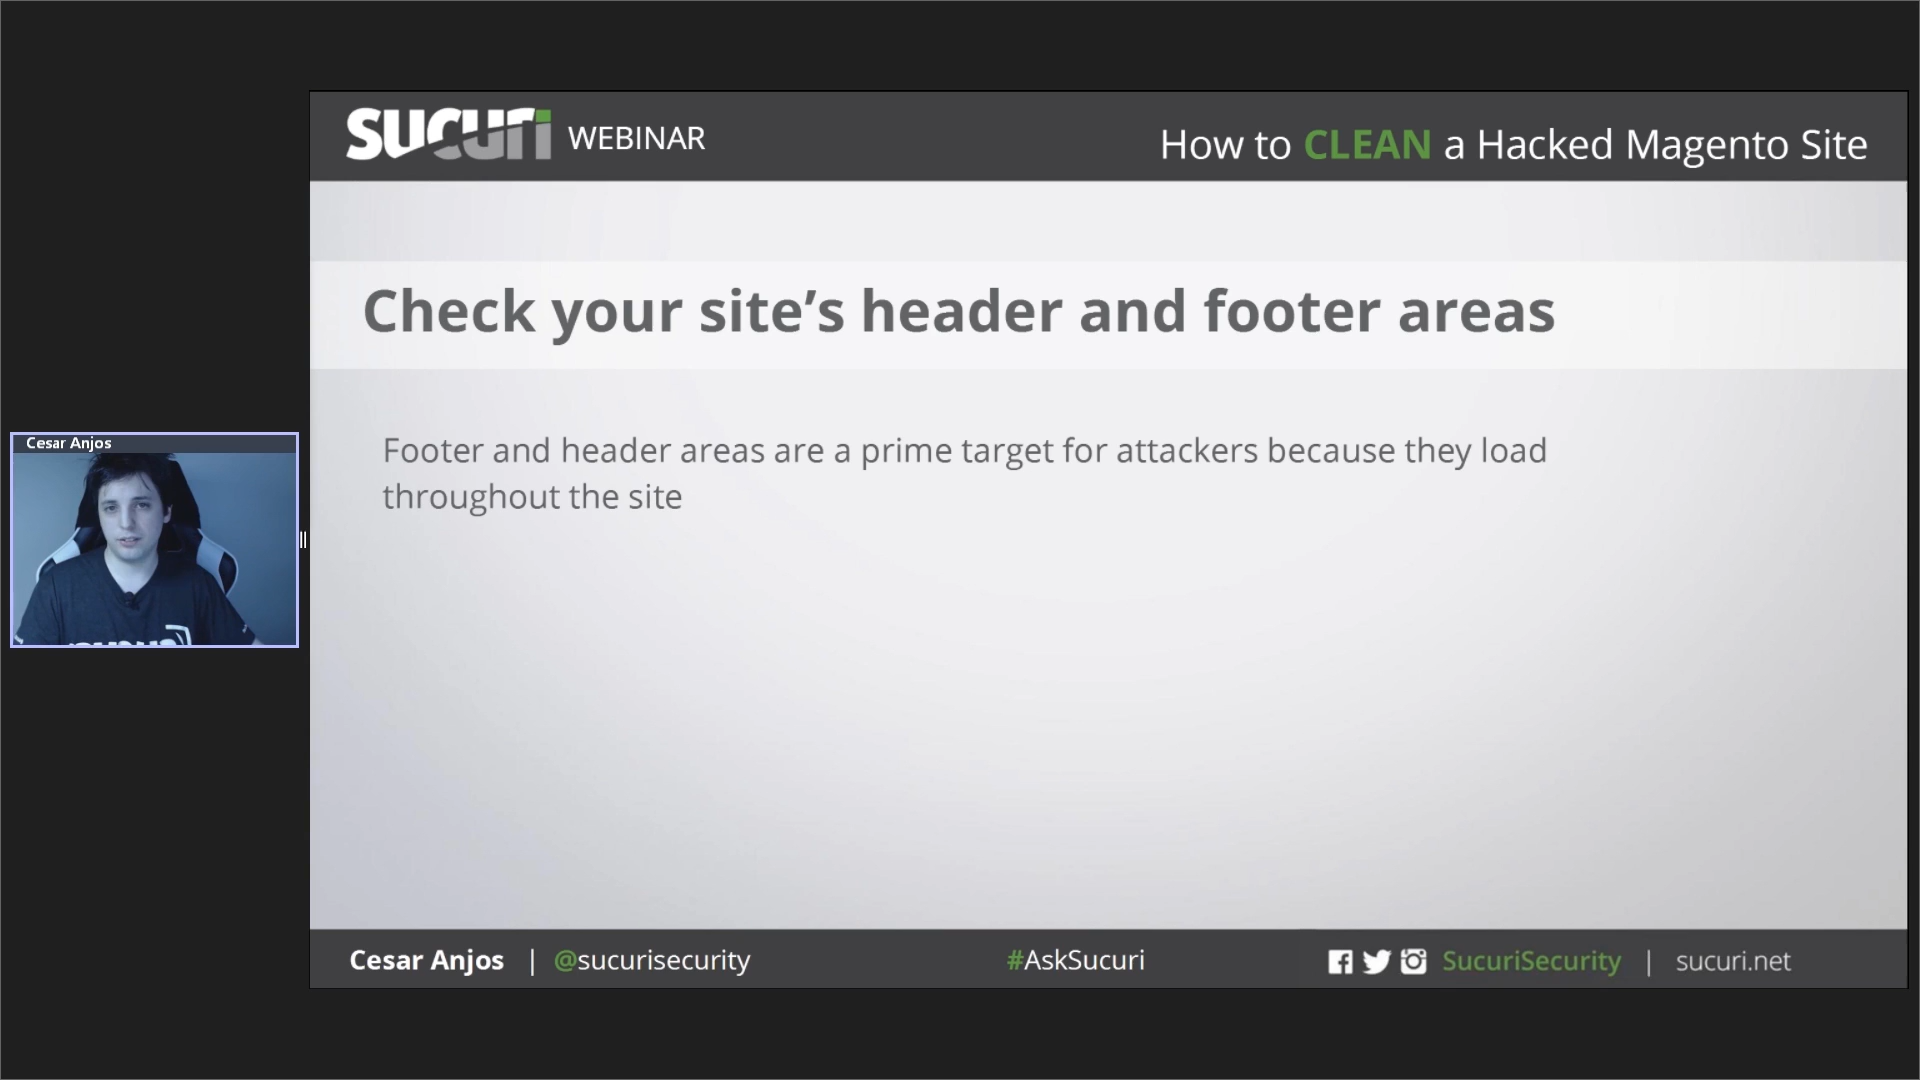 sucuri WEBINAR
How to CLEAN a Hacked Magento Site
Check your site’s header and footer areas
Footer and header areas are a prime target for attackers because they load
throughout the site
Cesar Anjos
Cesar Anjos | @sucurisecurity
#AskSucuri
SucuriSecurity | sucuri.net